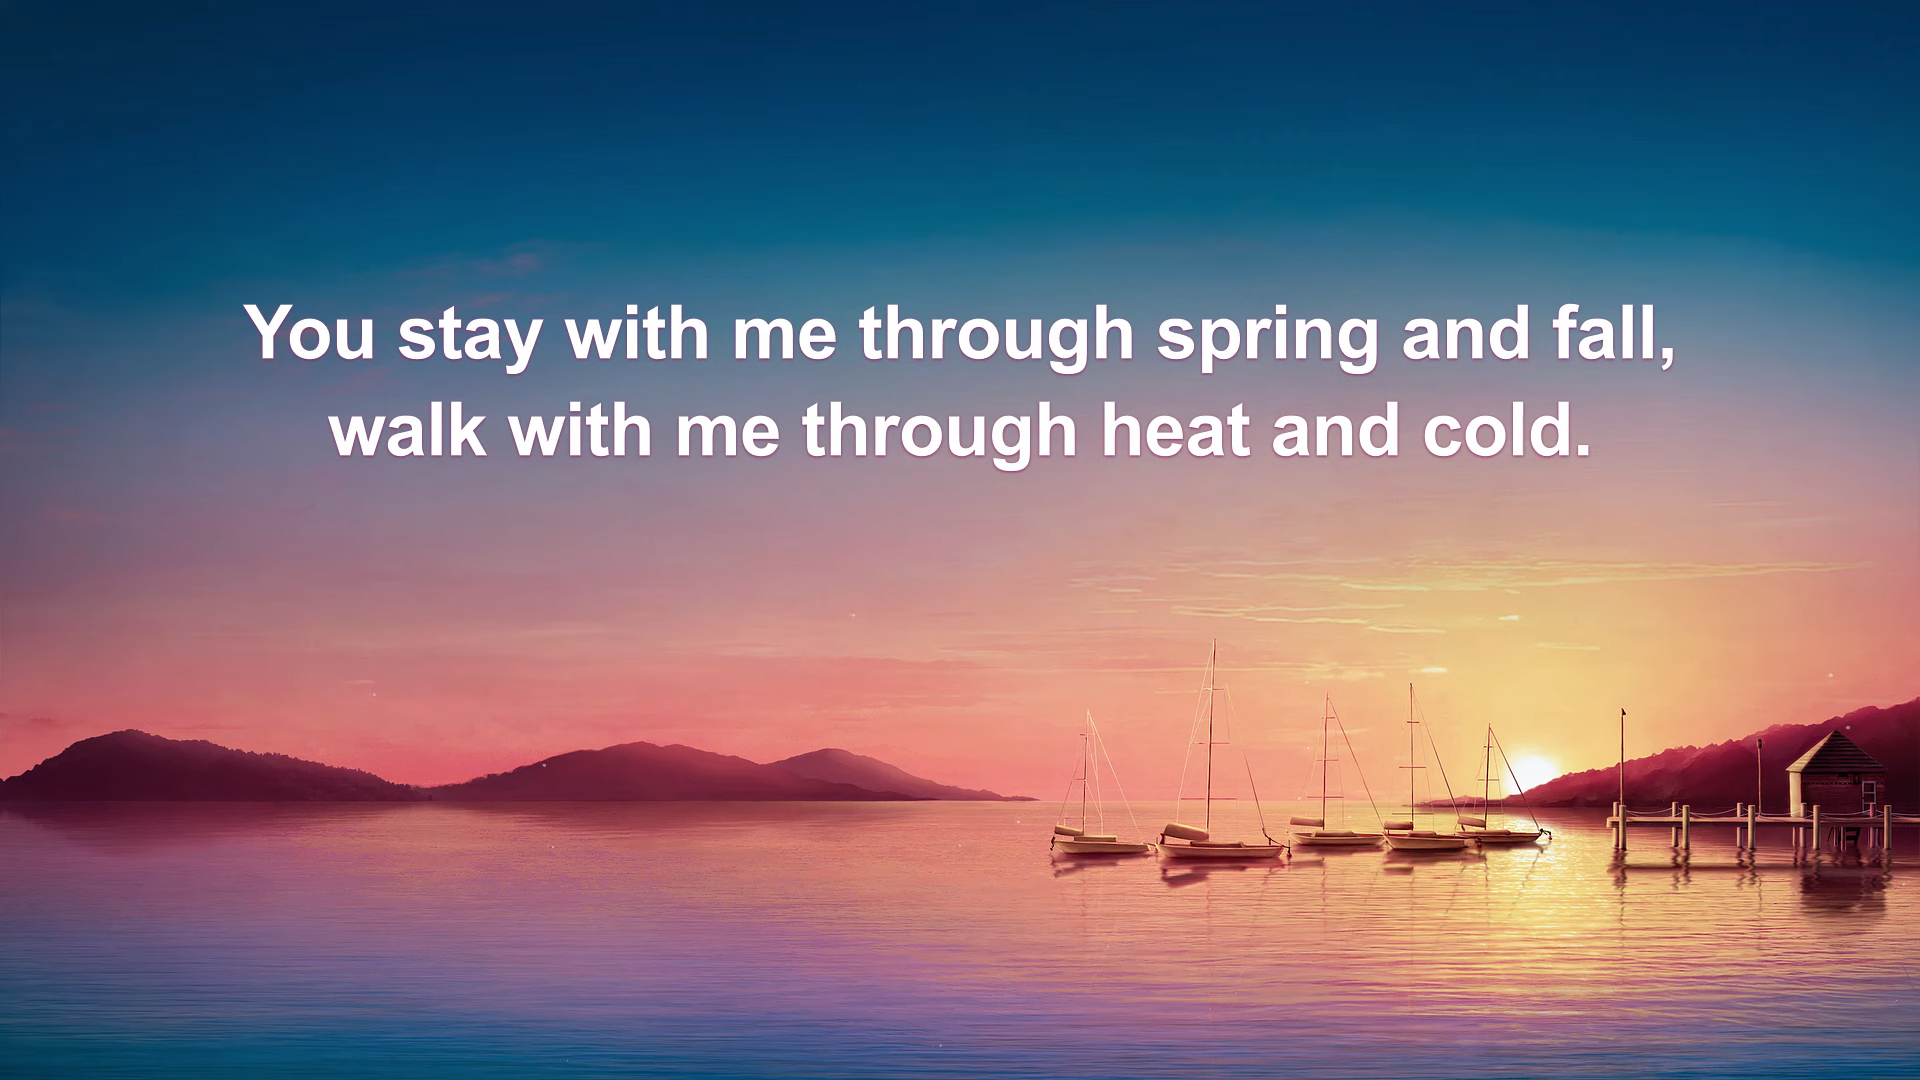 You stay with me through spring and fall,
walk with me through heat and cold.